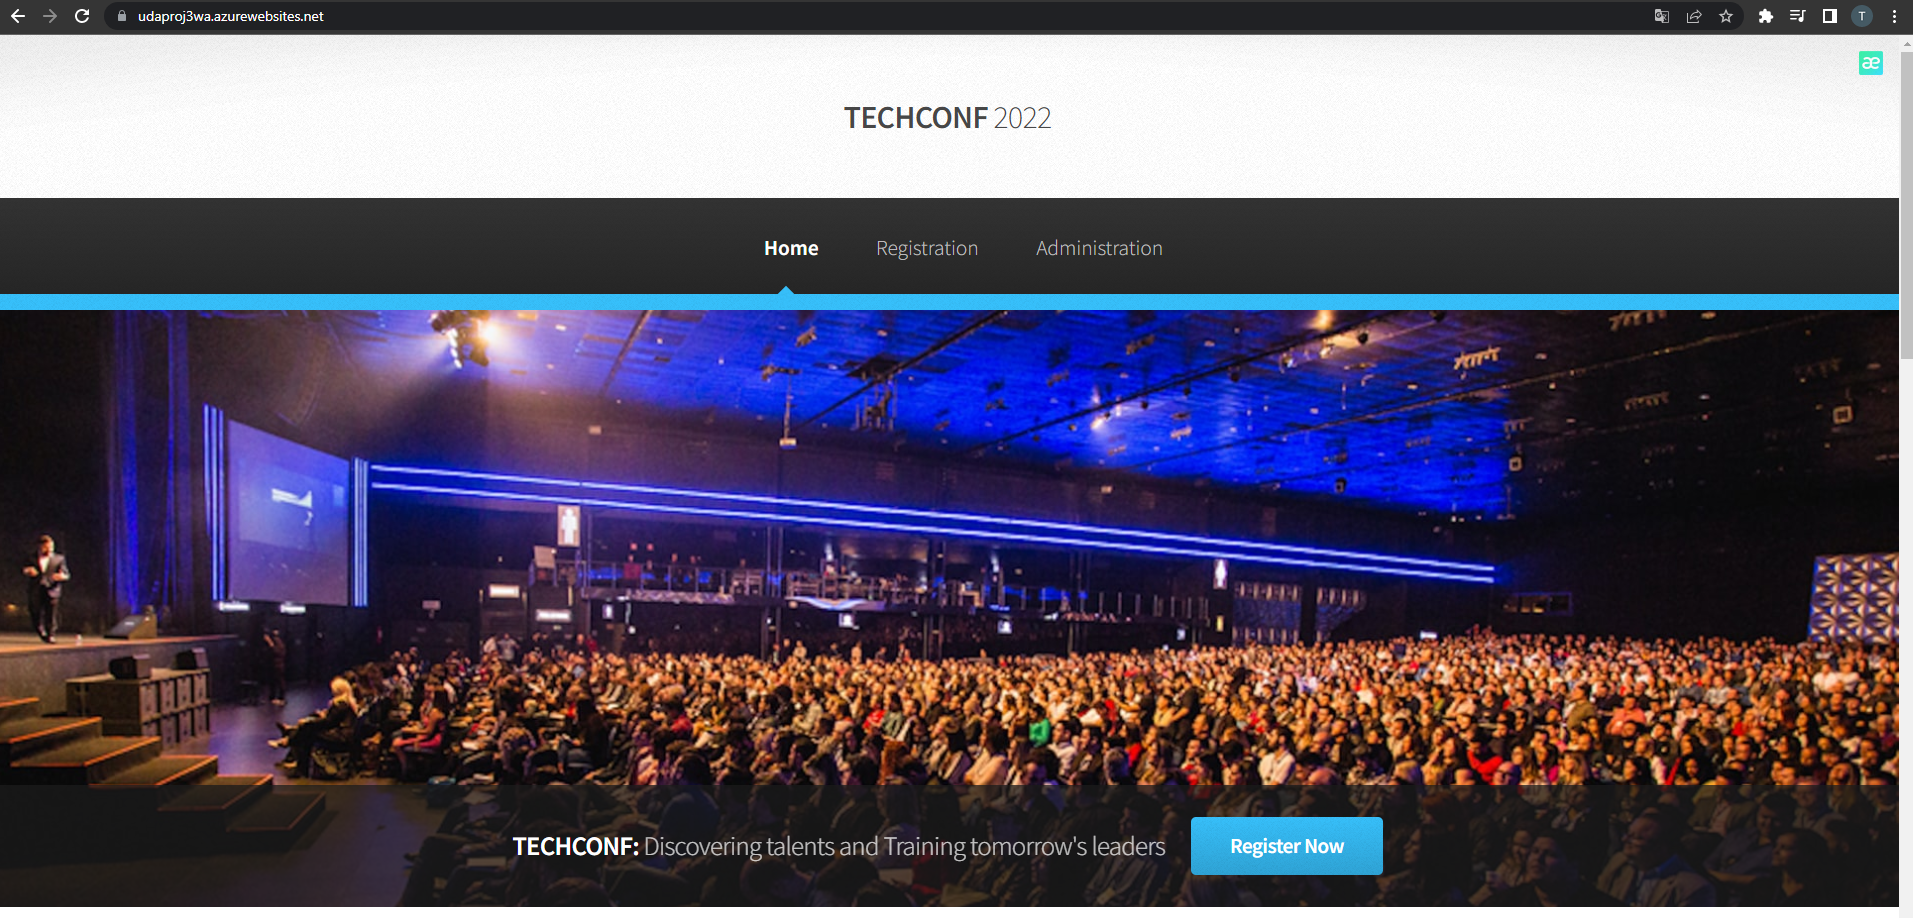 udaproj3wa.azurewebsites.net
T
æ
TECHCONF 2022
Home Registration Administration
TECHCONF: Discovering talents and Training tomorrow's leaders Register Now